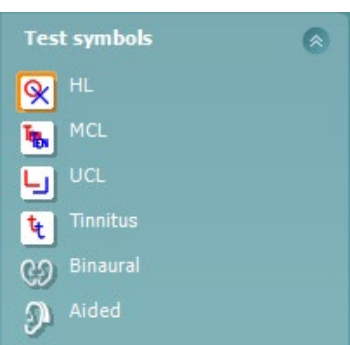 Test symbols
HL
MCL
UCL
Tinnitus
Binaural
Aided